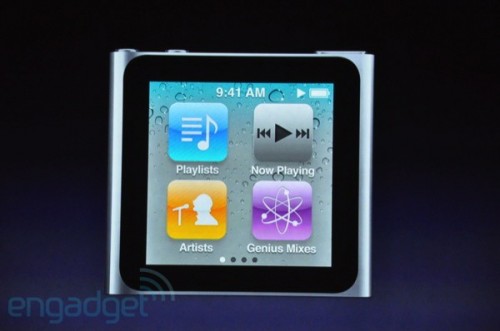 9:41 AM
Playlists
Now Playing
Artists
Genius Mixes
engadget